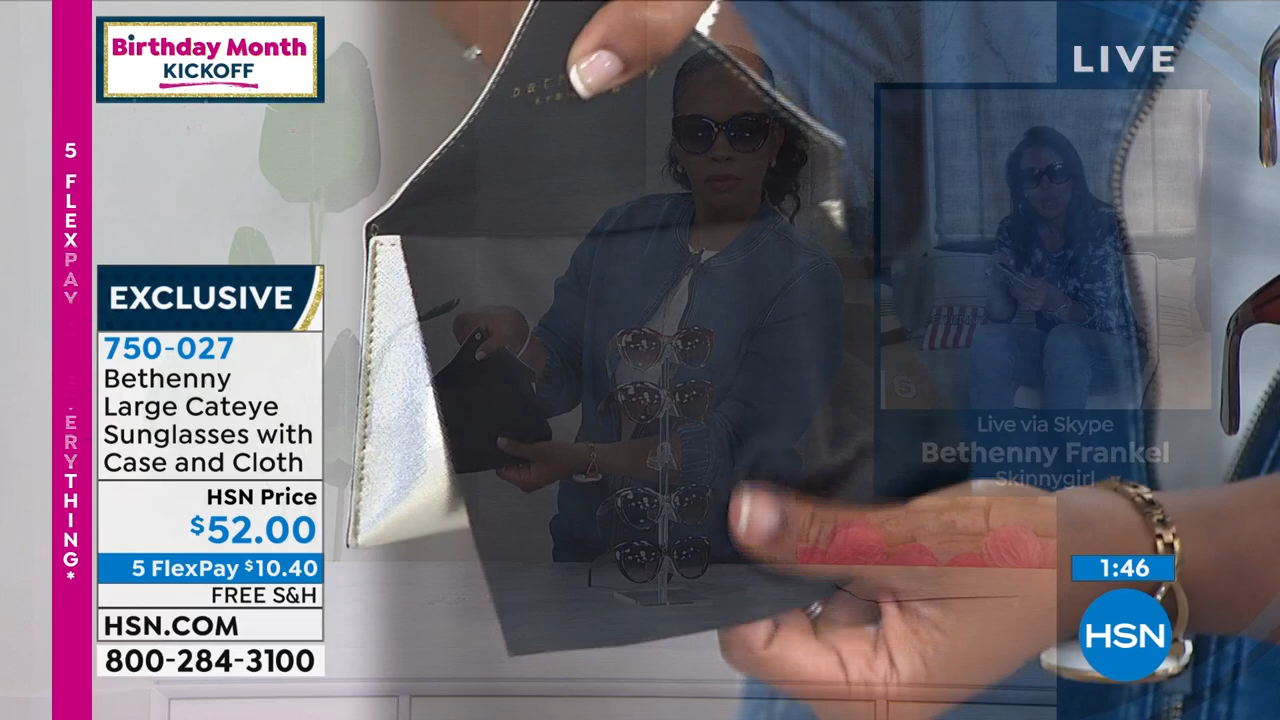 Birthday Month
KICKOFF
LIVE
5 FLEXPAY
ERYTHING*
EXCLUSIVE
750-027
Bethenny
Large Cateye
Sunglasses with
Case and Cloth
HSN Price
$52.00
5 FlexPay $10.40
FREE S&H
HSN.COM
800-284-3100
Live via Skype
Bethenny Frankel
Skinnygirl
1:46
HSN